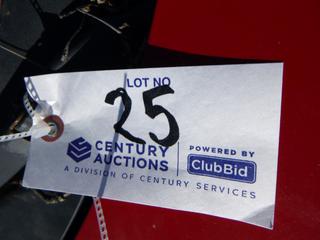 LOT NO
25
CENTURY
AUCTIONS
A DIVISION OF CENTURY SERVICES
POWERED BY
ClubBid